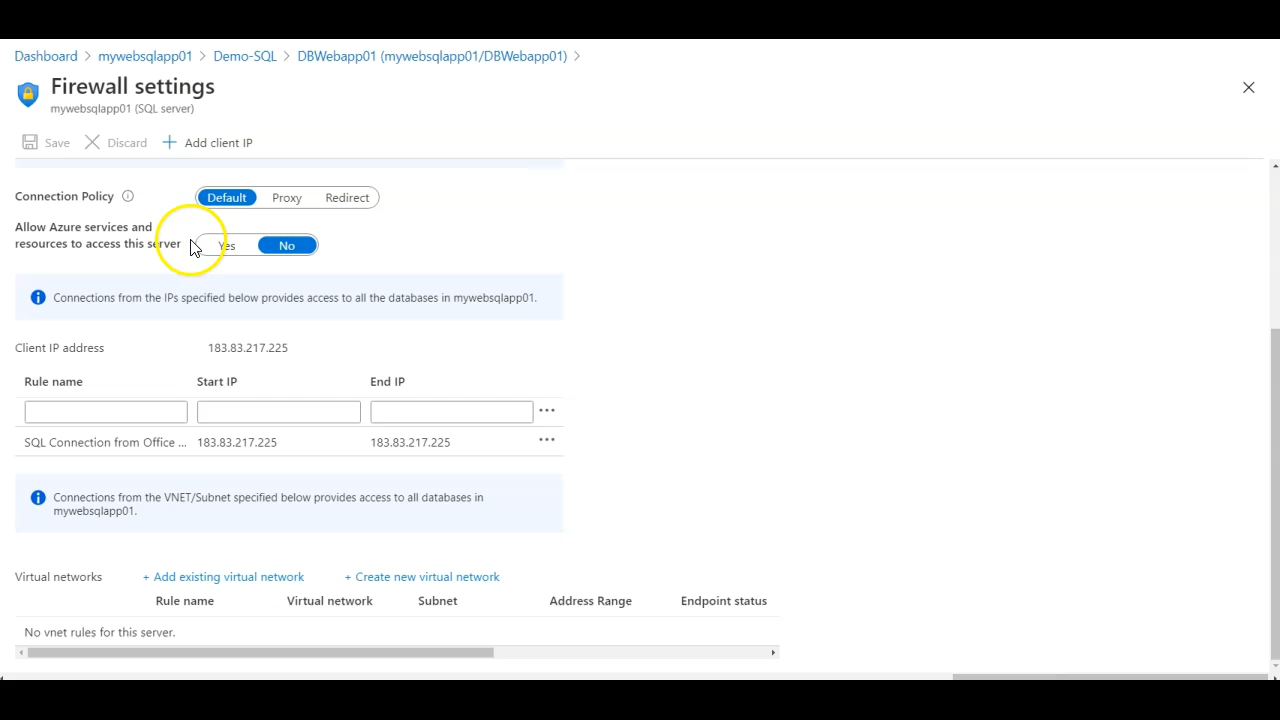 Dashboard > mywebsqlapp01 > Demo-SQL > DBWebapp01 (mywebsqlapp01/DBWebapp01) >
Firewall settings
mywebsqlapp01 (SQL server)
Save Discard + Add client IP
Connection Policy Default Proxy Redirect
Allow Azure services and
resources to access this server Yes No
Connections from the IPs specified below provides access to all the databases in mywebsqlapp01.
Client IP address 183.83.217.225
Rule name Start IP End IP
SQL Connection from Office ... 183.83.217.225 183.83.217.225
Connections from the VNET/Subnet specified below provides access to all databases in
mywebsqlapp01.
Virtual networks + Add existing virtual network + Create new virtual network
Rule name Virtual network Subnet Address Range Endpoint status
No vnet rules for this server.